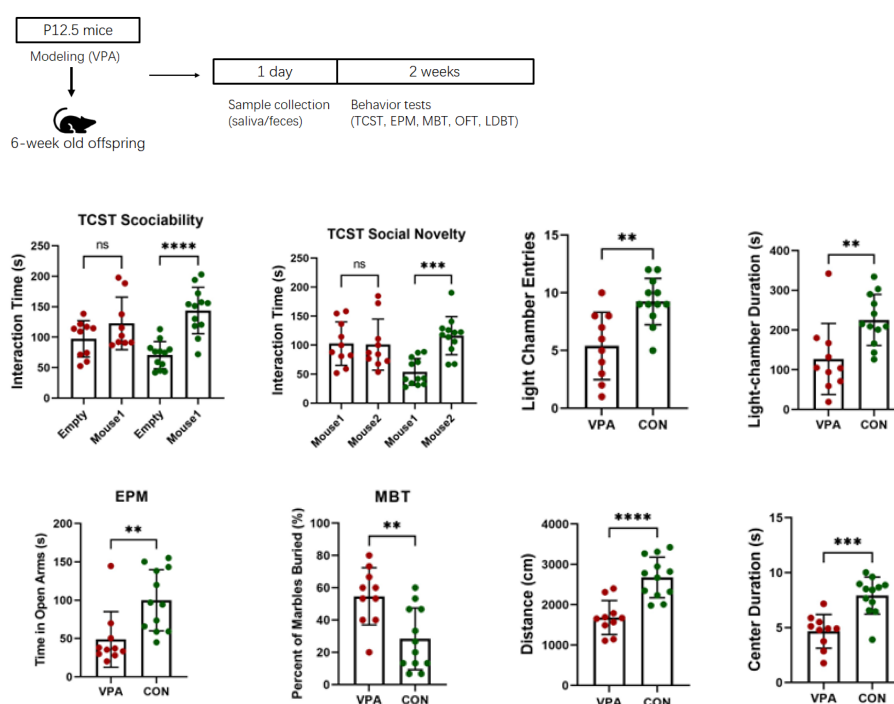 P12.5 mice
Modeling (VPA)
6-week old offspring
1 day
2 weeks
Sample collection
(saliva/feces)
Behavior tests
(TCST, EPM, MBT, OFT, LDBT)
TCST Scociability
Interaction Time (s)
250
200
150
100
50
0
ns
****
Empty
Mouse1
Empty
Mouse1
TCST Social Novelty
Interaction Time (s)
250
200
150
100
50
0
ns
***
Mouse1
Mouse2
Mouse1
Mouse2
Light Chamber Entries
15
10
5
0
**
VPA
CON
Light-chamber Duration (s)
400
300
200
100
0
**
VPA
CON
EPM
Time in Open Arms (s)
200
150
100
50
0
**
VPA
CON
MBT
Percent of Marbles Buried (%)
100
80
60
40
20
0
**
VPA
CON
Distance (cm)
4000
3000
2000
1000
0
****
VPA
CON
Center Duration (s)
15
10
5
0
***
VPA
CON